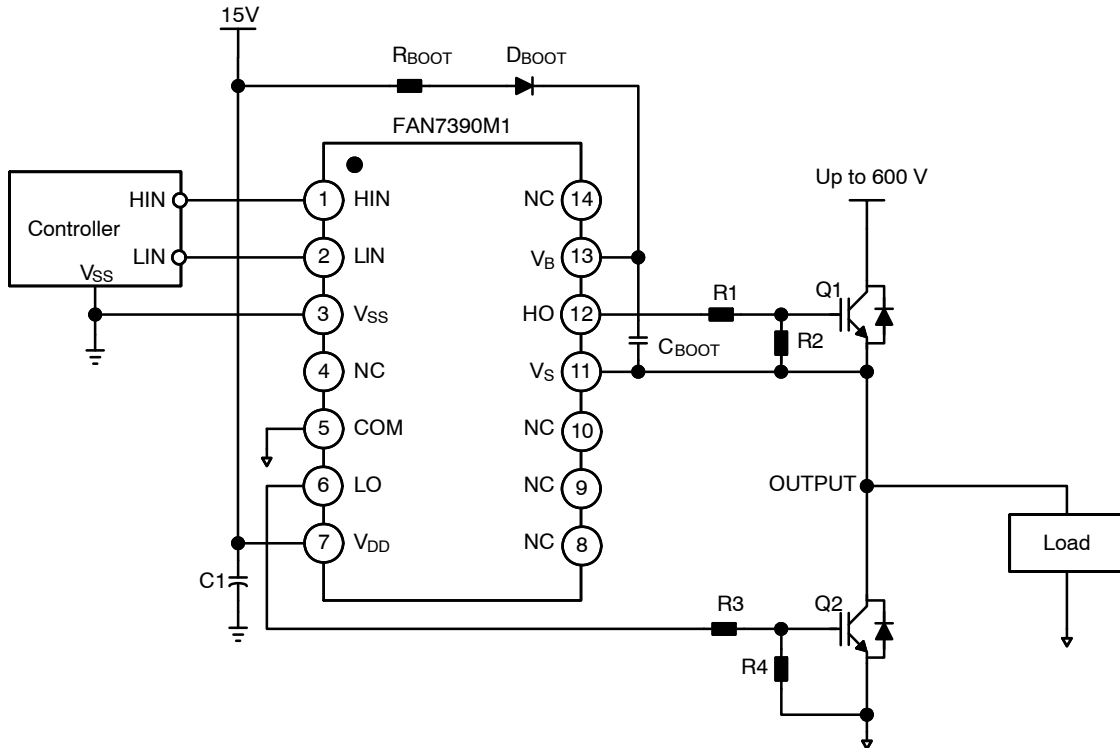 15V
RBOOT
DBOOT
FAN7390M1
Up to 600 V
Controller
HIN
LIN
VSS
1 HIN
2 LIN
3 VSS
4 NC
5 COM
6 LO
7 VDD
NC 14
VB 13
HO 12
VS 11
NC 10
NC 9
NC 8
C1
CBOOT
R1
R2
Q1
OUTPUT
Load
R3
R4
Q2